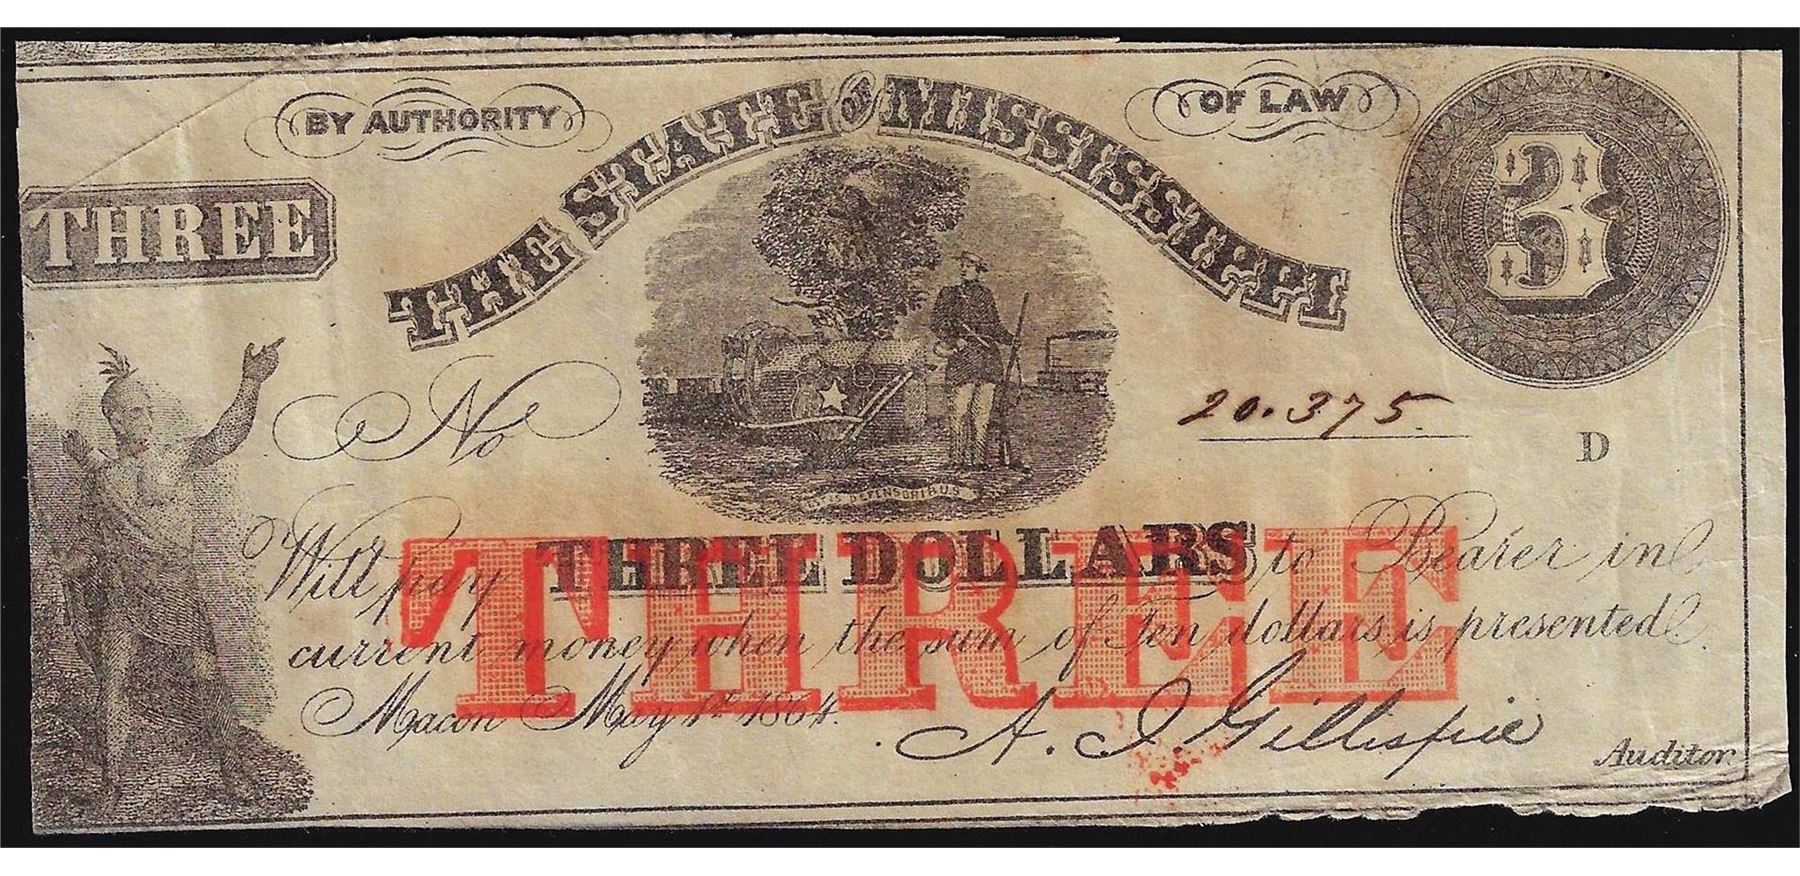 BY AUTHORITY OF LAW
THE STATE OF MISSISSIPPI
3
THREE
No 20.375
D
DEFENSORIBUS
Will pay THREE DOLLARS to Bearer in
current money when the sum of Ten dollars is presented
THREE
Macon May 1st 1864.
A. J Gillespie
Auditor